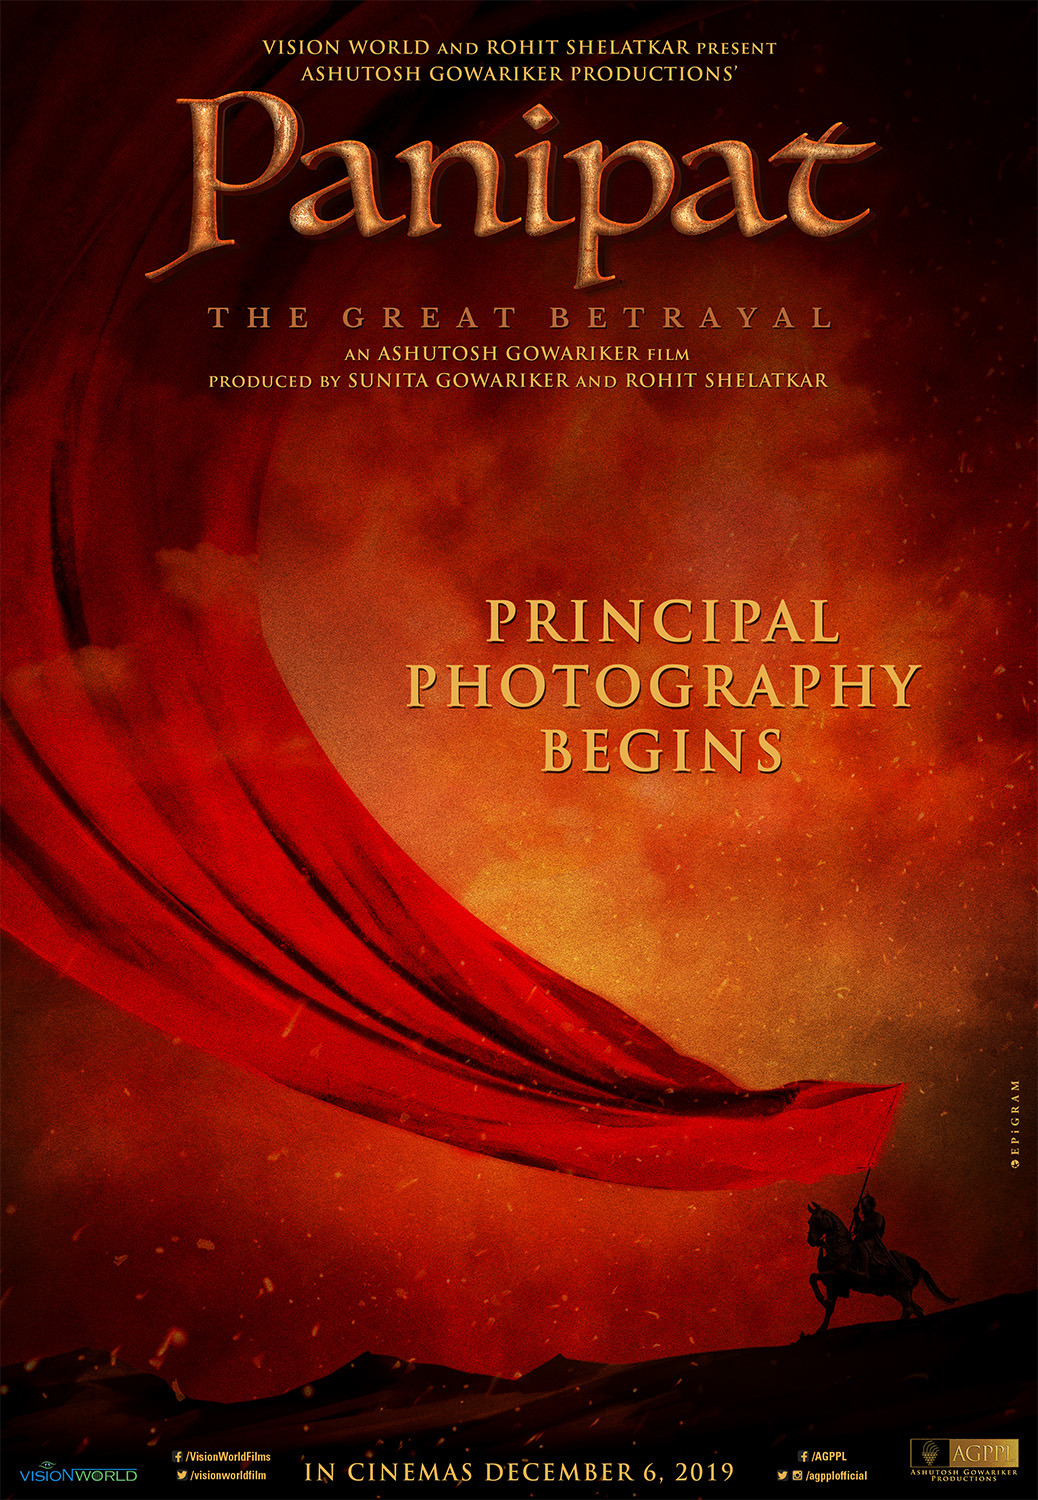 VISION WORLD AND ROHIT SHELATKAR PRESENT
ASHUTOSH GOWARIKER PRODUCTIONS'
Panipat
THE GREAT BETRAYAL
AN ASHUTOSH GOWARIKER FILM
PRODUCED BY SUNITA GOWARIKER AND ROHIT SHELATKAR
PRINCIPAL
PHOTOGRAPHY
BEGINS
EPiGRAM
VISIONWORLD
/VisionWorldFilms
/visionworldfilm
IN CINEMAS DECEMBER 6, 2019
/AGPPL
/agpplofficial
AGPPL
ASHUTOSH GOWARIKER
PRODUCTIONS